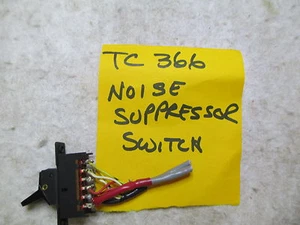 TC 366
NOISE
SUPPRESSOR
SWITCH